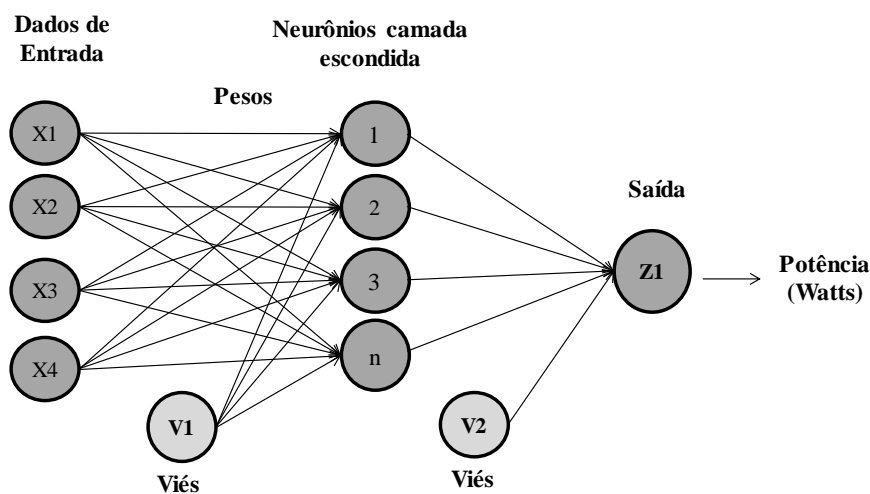 Dados de
Entrada
Neurônios camada
escondida
Pesos
X1
X2
X3
X4
1
2
3
n
Saída
Z1
Potência
(Watts)
V1
Viés
V2
Viés